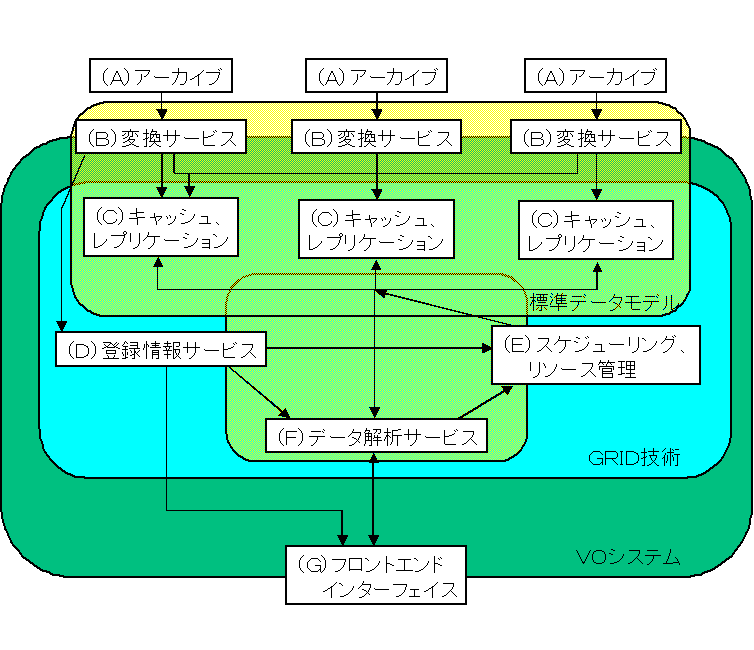 (A)アーカイブ
(A)アーカイブ
(A)アーカイブ
(B)変換サービス
(B)変換サービス
(B)変換サービス
(C)キャッシュ、
レプリケーション
(C)キャッシュ、
レプリケーション
(C)キャッシュ、
レプリケーション
標準データモデル
(D)登録情報サービス
(E)スケジューリング、
リソース管理
(F)データ解析サービス
GRID技術
VOシステム
(G)フロントエンド
インターフェイス